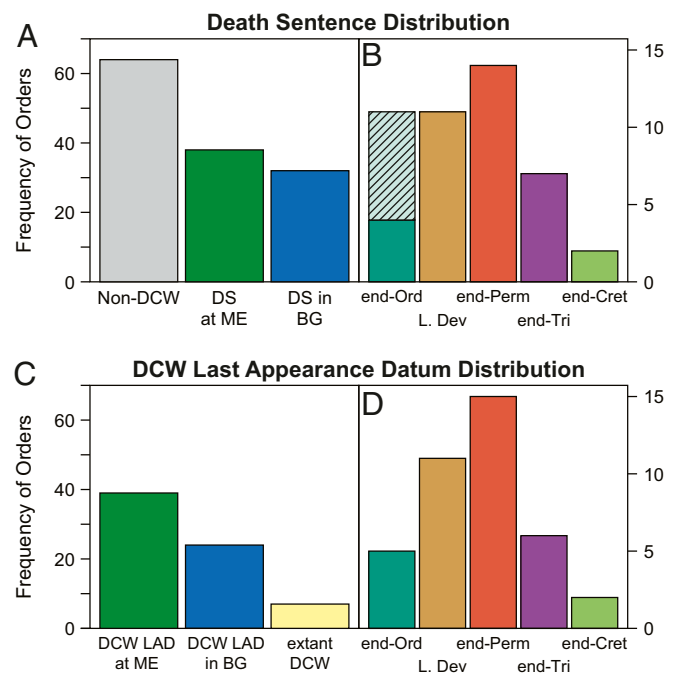 Death Sentence Distribution
A
B
Frequency of Orders
60
40
20
0
15
10
5
0
Non-DCW
DS
at ME
DS in
BG
end-Ord
L. Dev
end-Perm
end-Tri
end-Cret
DCW Last Appearance Datum Distribution
C
D
Frequency of Orders
60
40
20
0
15
10
5
0
DCW LAD
at ME
DCW LAD
in BG
extant
DCW
end-Ord
L. Dev
end-Perm
end-Tri
end-Cret